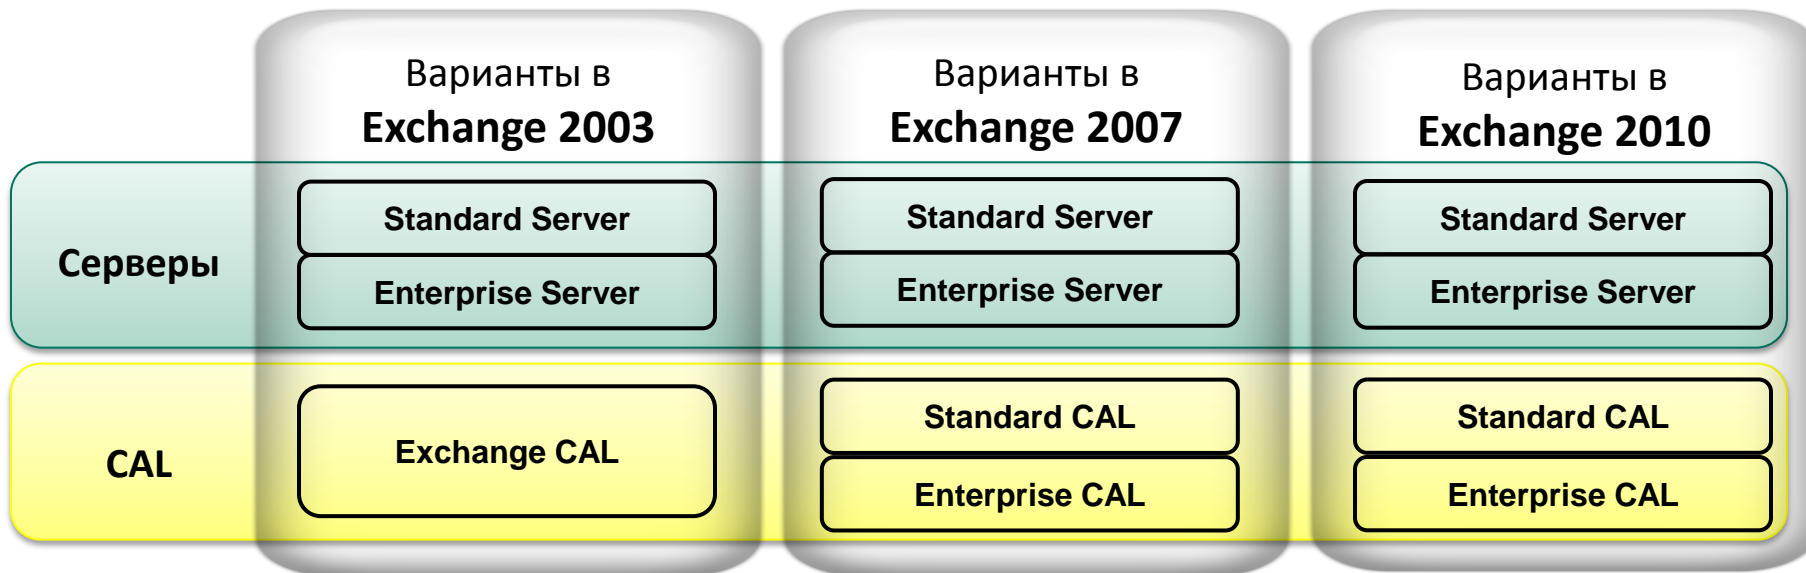 Варианты в
Exchange 2003
Варианты в
Exchange 2007
Варианты в
Exchange 2010
Серверы
Standard Server
Enterprise Server
Standard Server
Enterprise Server
Standard Server
Enterprise Server
CAL
Exchange CAL
Standard CAL
Enterprise CAL
Standard CAL
Enterprise CAL